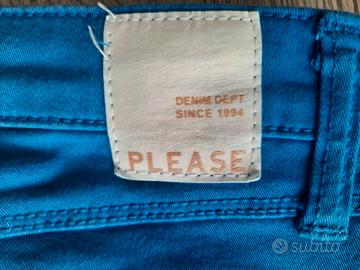 DENIM DEPT
SINCE 1994
PLEASE
subito